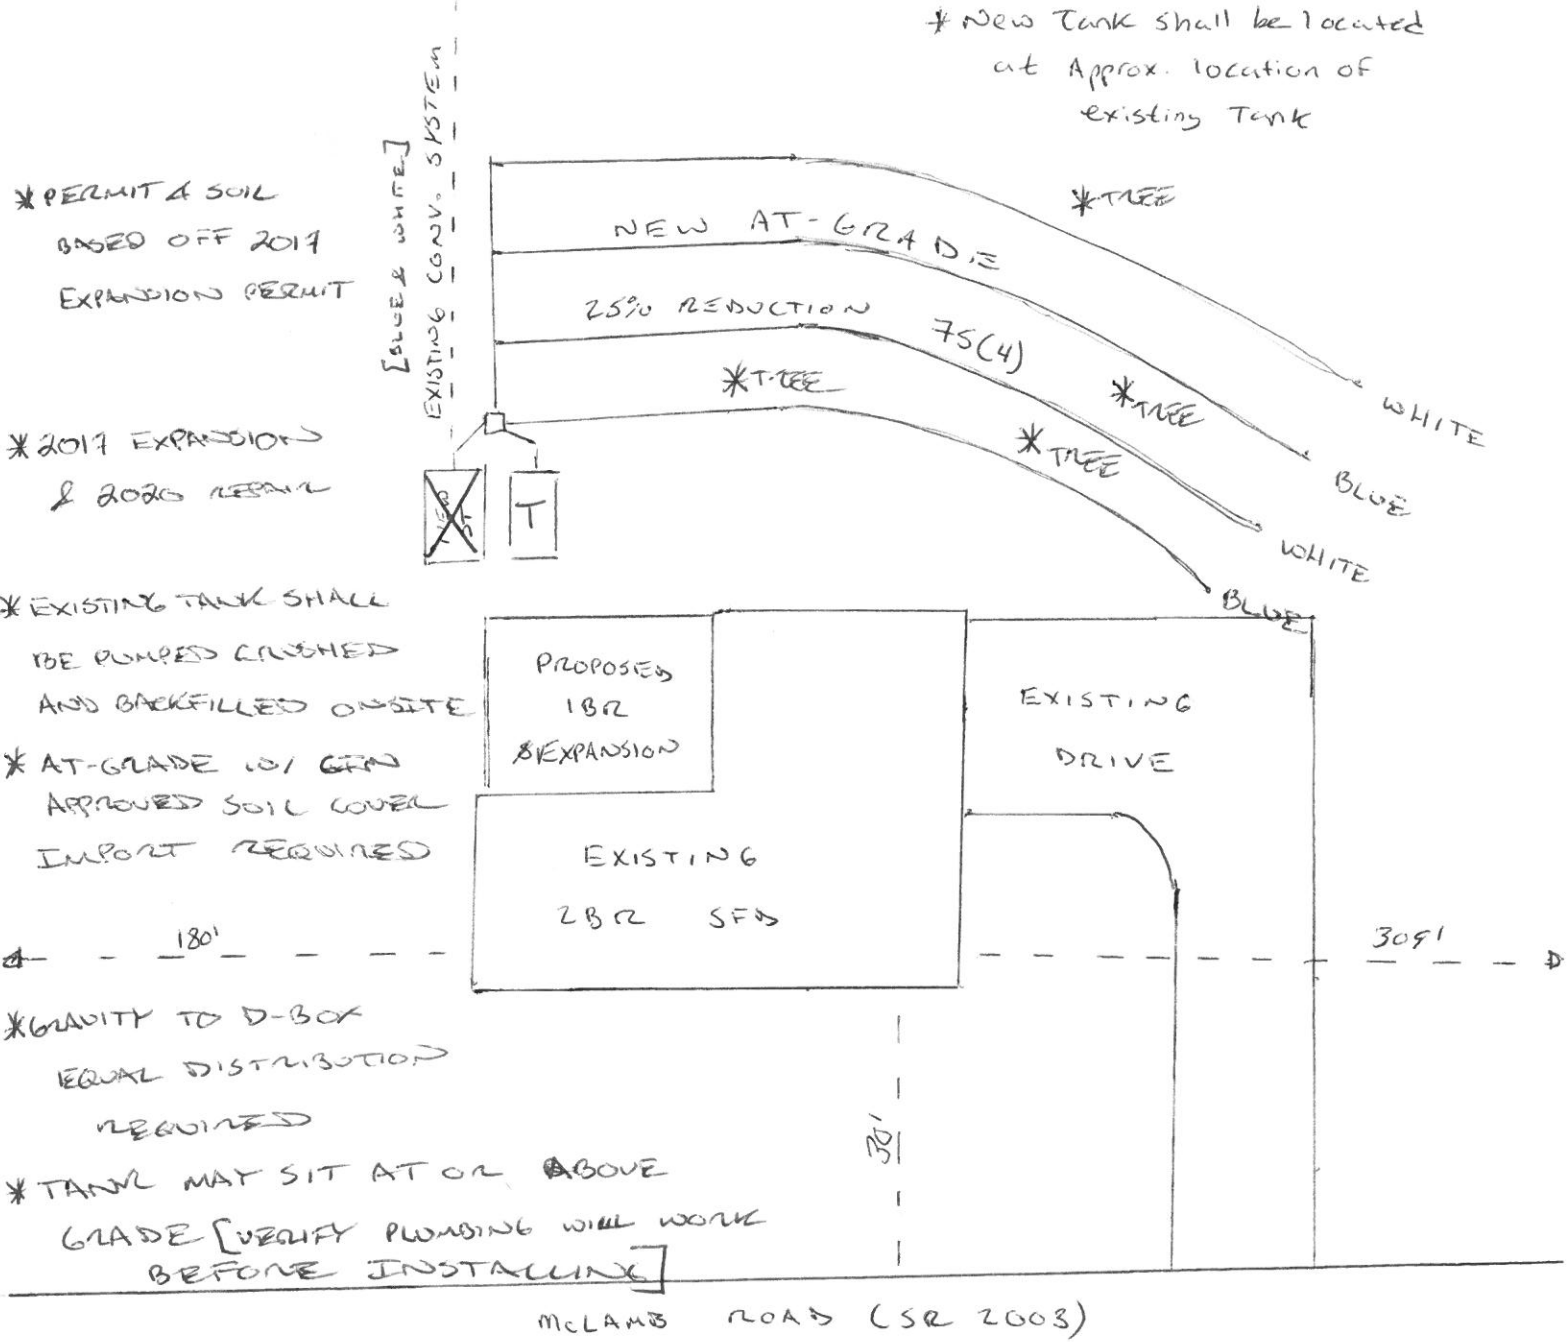 * New Tank shall be located
at Approx. location of
existing Tank
* PERMIT & SOIL
BASED OFF 2017
EXPANSION PERMIT
[BLUE & WHITE]
EXISTING CONV. SYSTEM
NEW AT-GRADE
25% REDUCTION
75(4)
* TREE
* TREE
* TREE
* TREE
WHITE
BLUE
WHITE
BLUE
* 2017 EXPANSION
& 2020 REPAIR
T
* EXISTING TANK SHALL
BE PUMPED CRUSHED
AND BACKFILLED ONSITE
* AT-GRADE W/
APPROVED SOIL COVER
IMPORT REQUIRED
PROPOSED
1BR
EXPANSION
EXISTING
DRIVE
EXISTING
2BR SFD
180'
309'
* GRAVITY TO D-BOX
EQUAL DISTRIBUTION
REQUIRED
30'
* TANK MAY SIT AT OR ABOVE
GRADE [VERIFY PLUMBING WILL WORK
BEFORE INSTALLING]
McLAMB ROAD (SR 2003)